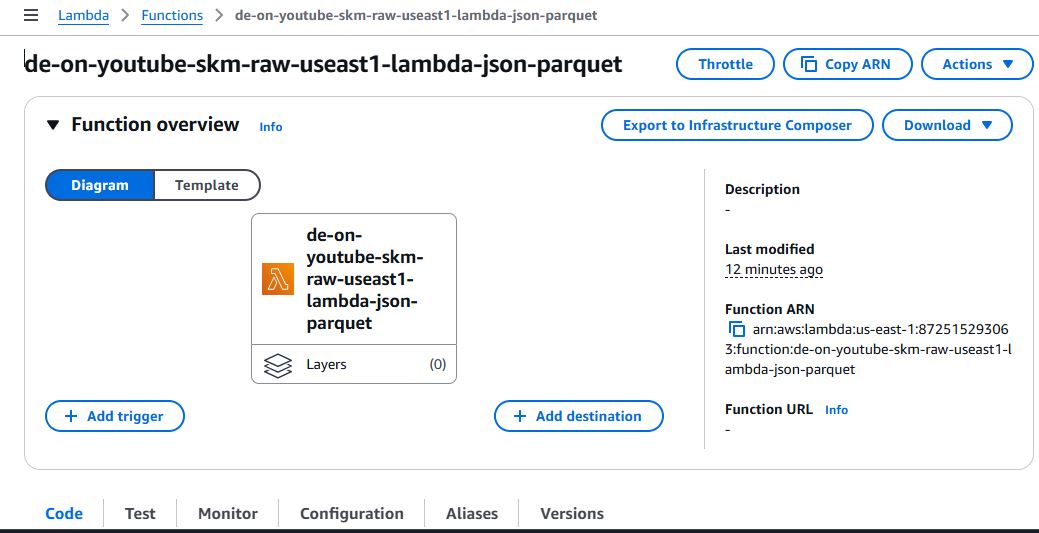 Lambda > Functions > de-on-youtube-skm-raw-useast1-lambda-json-parquet
de-on-youtube-skm-raw-useast1-lambda-json-parquet
Throttle
Copy ARN
Actions
Function overview Info
Export to Infrastructure Composer
Download
Diagram
Template
de-on-
youtube-skm-
raw-useast1-
lambda-json-
parquet
Layers (0)
+ Add trigger
+ Add destination
Description
-
Last modified
12 minutes ago
Function ARN
arn:aws:lambda:us-east-1:87251529306
3:function:de-on-youtube-skm-raw-useast1-l
ambda-json-parquet
Function URL Info
-
Code
Test
Monitor
Configuration
Aliases
Versions